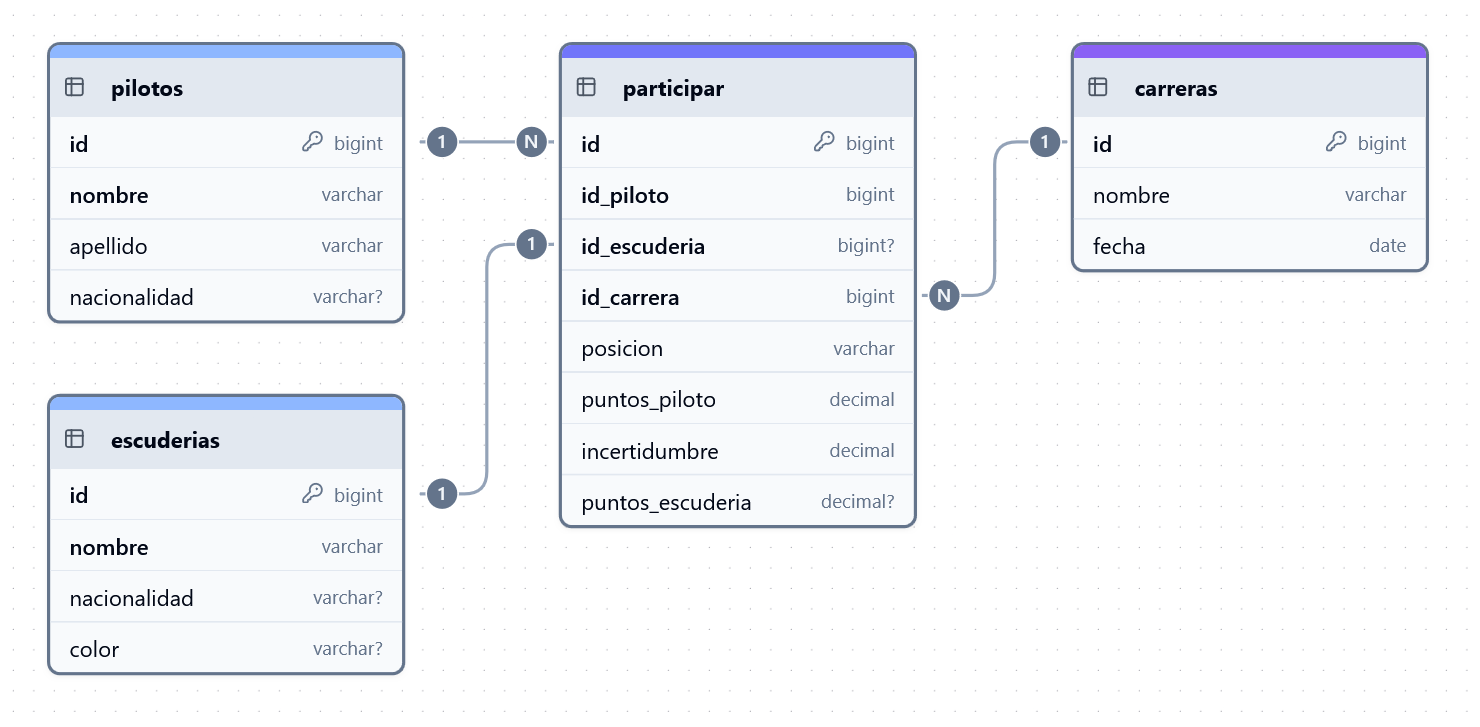 pilotos
id bigint
nombre varchar
apellido varchar
nacionalidad varchar?
escuderias
id bigint
nombre varchar
nacionalidad varchar?
color varchar?
1 N
1
1
participar
id bigint
id_piloto bigint
id_escuderia bigint?
id_carrera bigint
posicion varchar
puntos_piloto decimal
incertidumbre decimal
puntos_escuderia decimal?
1
N
carreras
id bigint
nombre varchar
fecha date